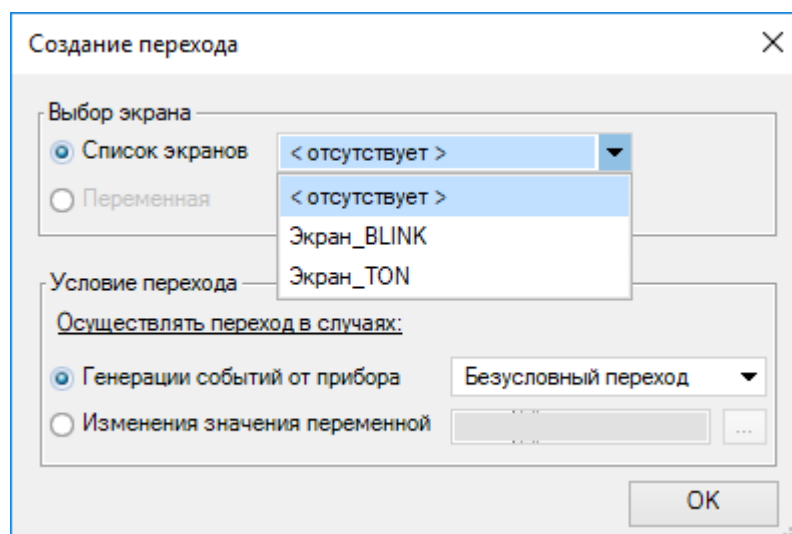 Создание перехода
Выбор экрана
Список экранов < отсутствует >
Переменная < отсутствует >
Экран_BLINK
Экран_TON
Условие перехода
Осуществлять переход в случаях:
Генерации событий от прибора Безусловный переход
Изменения значения переменной ...
OK